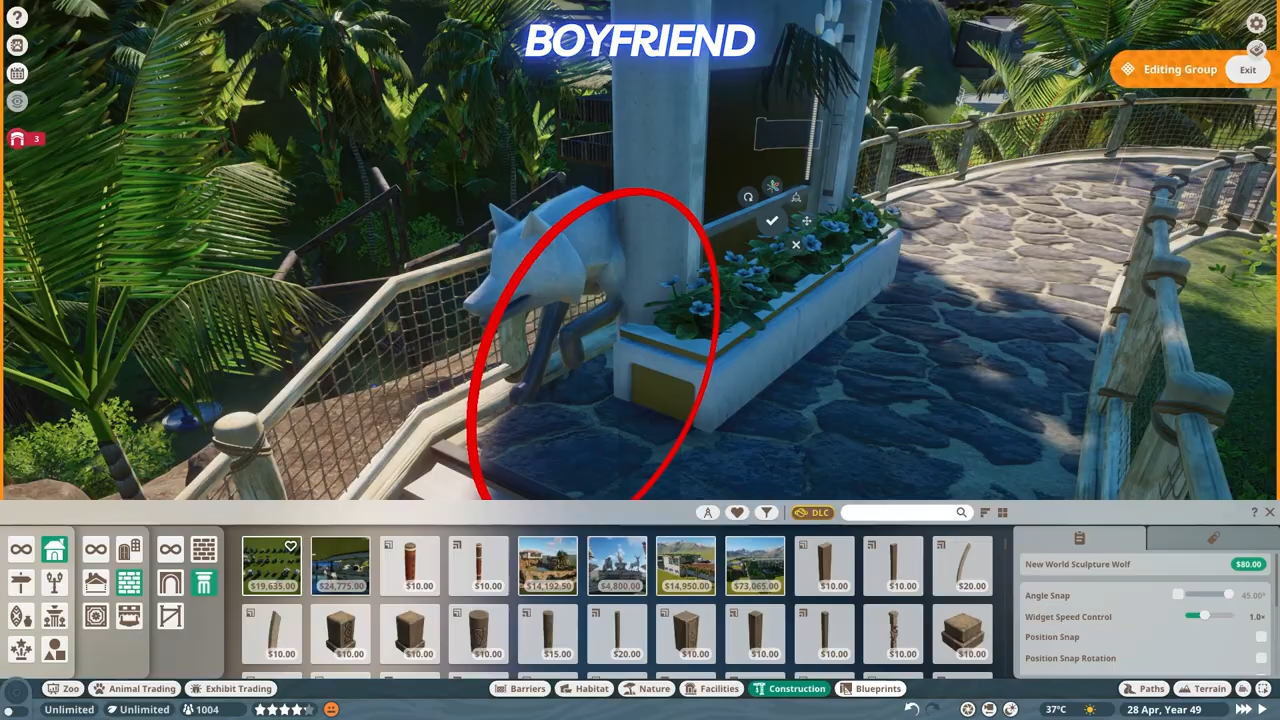 BOYFRIEND
?
Editing Group Exit
3
DLC
? ×
$19,635.00 $24,775.00 $10.00 $10.00 $14,192.50 $4,800.00 $14,950.00 $73,065.00 $10.00 $10.00 $20.00
$10.00 $10.00 $10.00 $10.00 $15.00 $20.00 $10.00 $10.00 $10.00 $10.00 $10.00
New World Sculpture Wolf $80.00
Angle Snap 45.00°
Widget Speed Control 1.0×
Position Snap
Position Snap Rotation
Zoo Animal Trading Exhibit Trading Barriers Habitat Nature Facilities Construction Blueprints Paths Terrain
Unlimited Unlimited 1004 37°C 28 Apr, Year 49